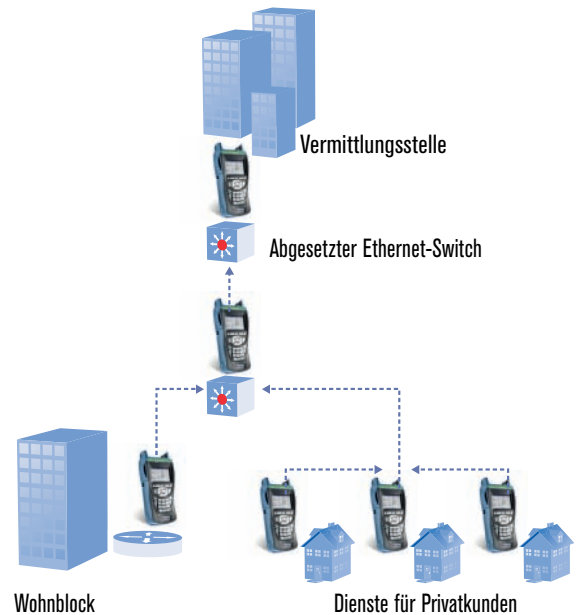 Vermittlungsstelle
Abgesetzter Ethernet-Switch
Wohnblock
Dienste für Privatkunden